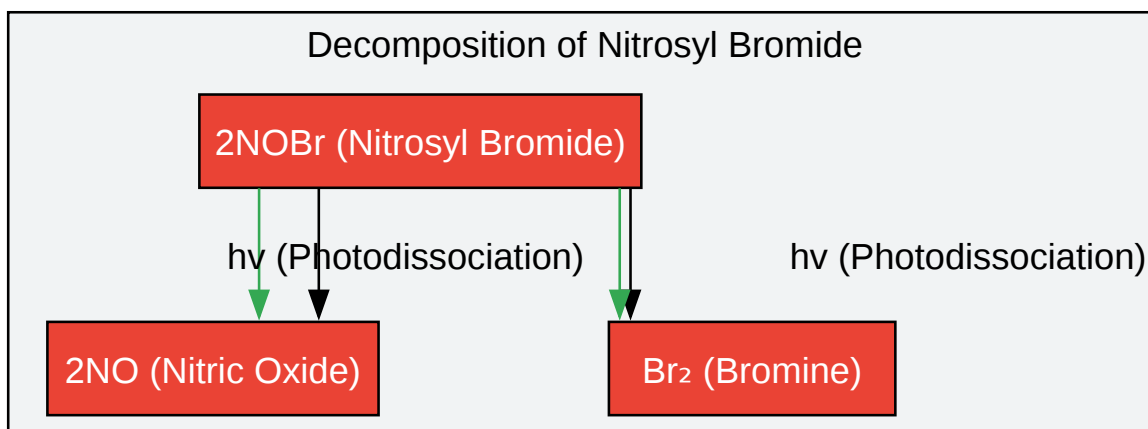 Decomposition of Nitrosyl Bromide
2NOBr (Nitrosyl Bromide)
hv (Photodissociation)
hv (Photodissociation)
2NO (Nitric Oxide)
Br₂ (Bromine)